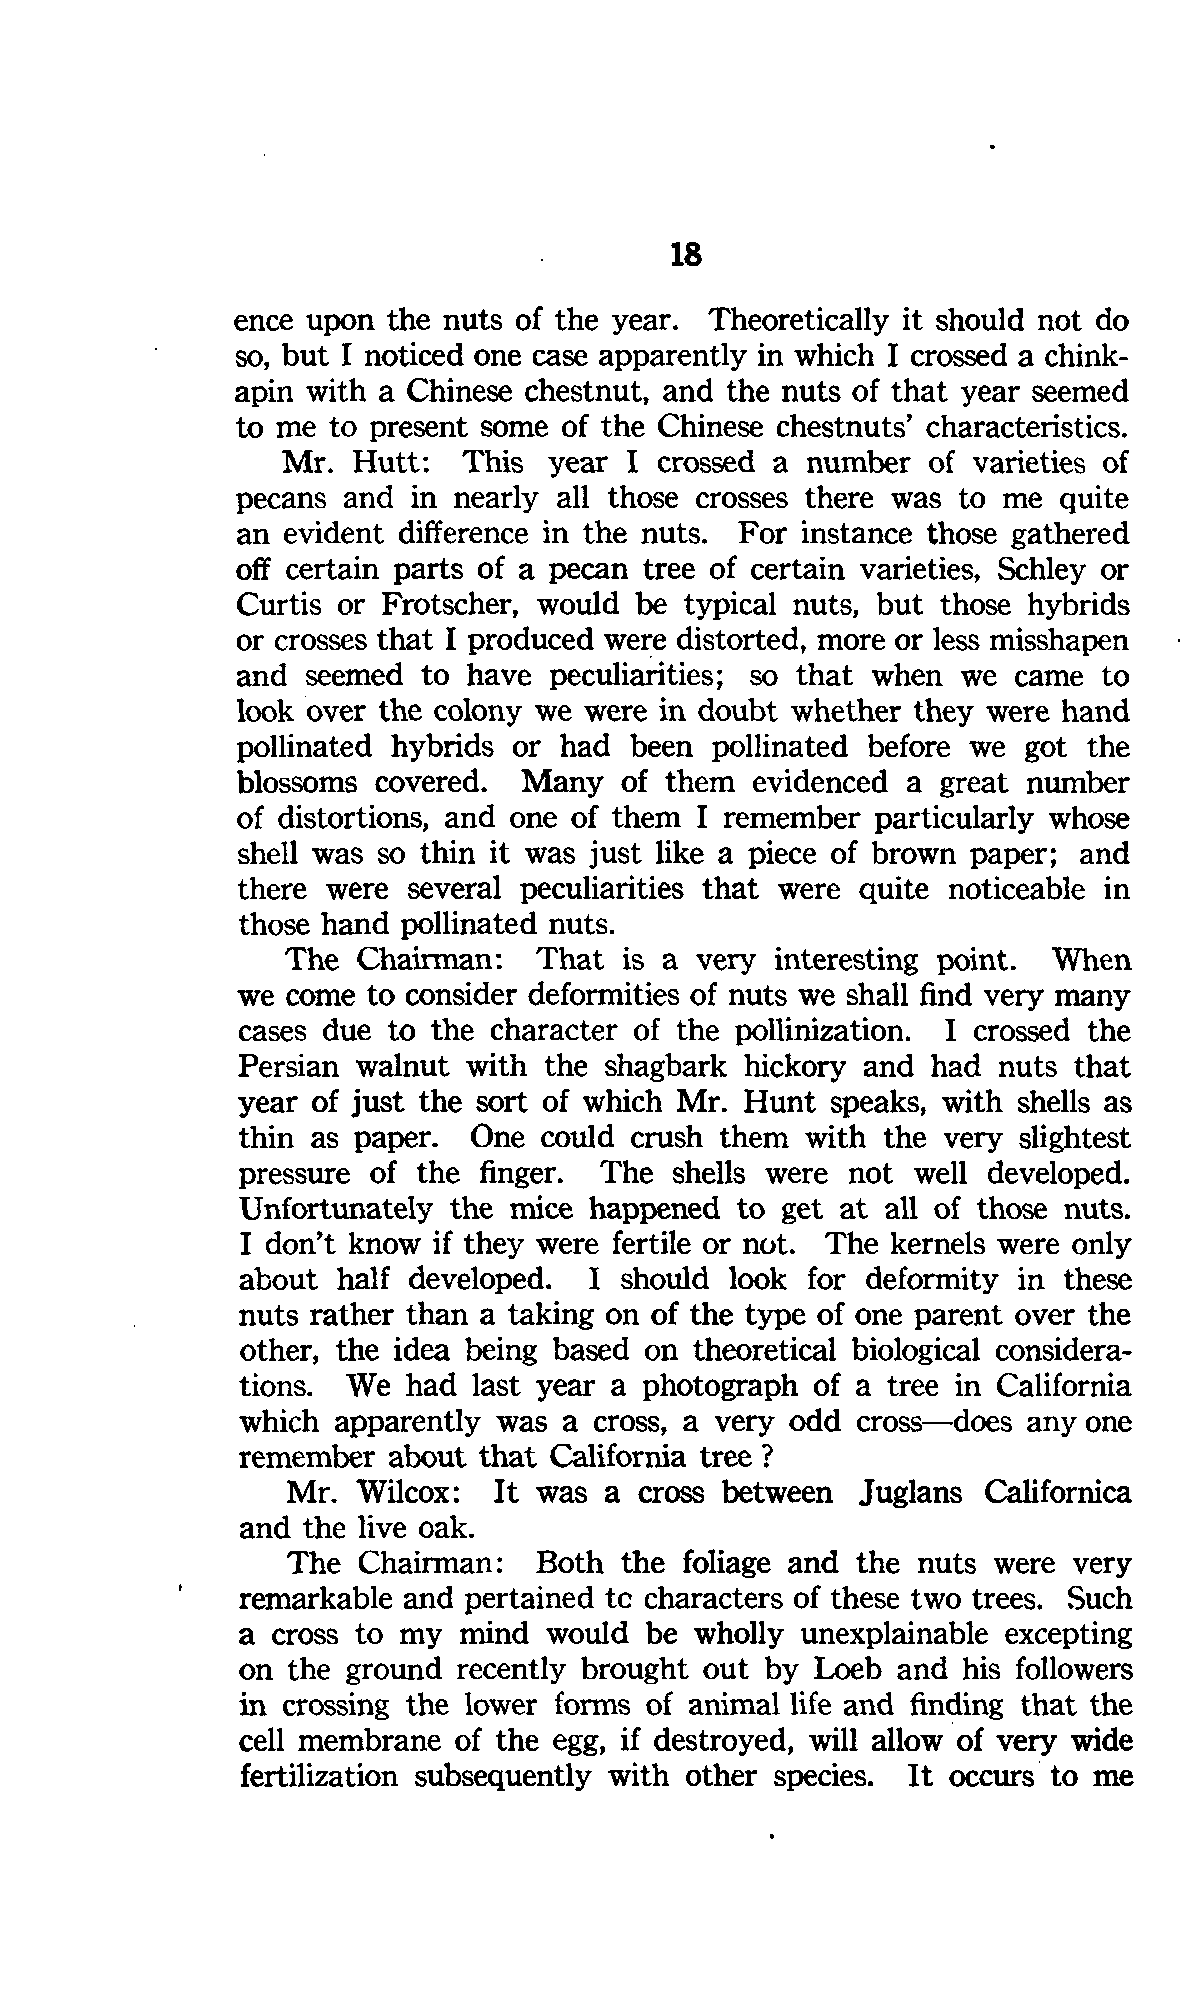 18
ence upon the nuts of the year. Theoretically it should not do
so, but I noticed one case apparently in which I crossed a chink-
apin with a Chinese chestnut, and the nuts of that year seemed
to me to present some of the Chinese chestnuts' characteristics.
Mr. Hutt: This year I crossed a number of varieties of
pecans and in nearly all those crosses there was to me quite
an evident difference in the nuts. For instance those gathered
off certain parts of a pecan tree of certain varieties, Schley or
Curtis or Frotscher, would be typical nuts, but those hybrids
or crosses that I produced were distorted, more or less misshapen
and seemed to have peculiarities; so that when we came to
look over the colony we were in doubt whether they were hand
pollinated hybrids or had been pollinated before we got the
blossoms covered. Many of them evidenced a great number
of distortions, and one of them I remember particularly whose
shell was so thin it was just like a piece of brown paper; and
there were several peculiarities that were quite noticeable in
those hand pollinated nuts.
The Chairman: That is a very interesting point. When
we come to consider deformities of nuts we shall find very many
cases due to the character of the pollinization. I crossed the
Persian walnut with the shagbark hickory and had nuts that
year of just the sort of which Mr. Hunt speaks, with shells as
thin as paper. One could crush them with the very slightest
pressure of the finger. The shells were not well developed.
Unfortunately the mice happened to get at all of those nuts.
I don't know if they were fertile or not. The kernels were only
about half developed. I should look for deformity in these
nuts rather than a taking on of the type of one parent over the
other, the idea being based on theoretical biological considera-
tions. We had last year a photograph of a tree in California
which apparently was a cross, a very odd cross—does any one
remember about that California tree ?
Mr. Wilcox: It was a cross between Juglans Californica
and the live oak.
The Chairman: Both the foliage and the nuts were very
remarkable and pertained to characters of these two trees. Such
a cross to my mind would be wholly unexplainable excepting
on the ground recently brought out by Loeb and his followers
in crossing the lower forms of animal life and finding that the
cell membrane of the egg, if destroyed, will allow of very wide
fertilization subsequently with other species. It occurs to me